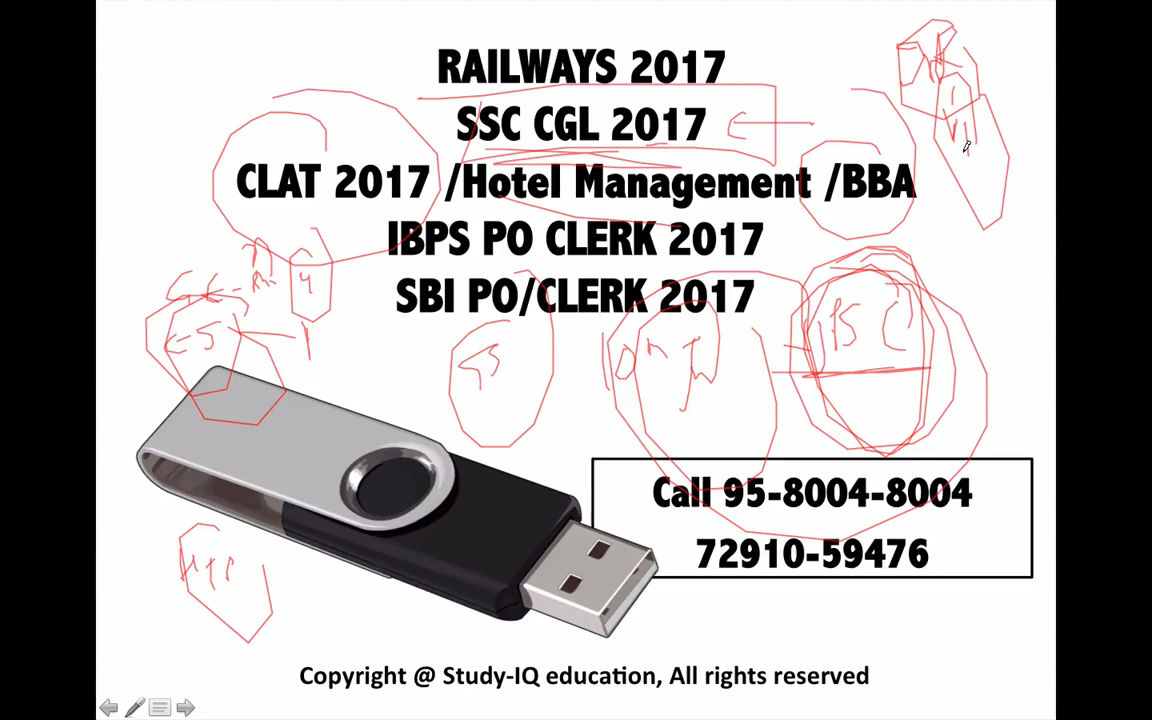 RAILWAYS 2017
SSC CGL 2017
CLAT 2017 /Hotel Management /BBA
IBPS PO CLERK 2017
SBI PO/CLERK 2017
Call 95-8004-8004
72910-59476
Copyright @ Study-IQ education, All rights reserved